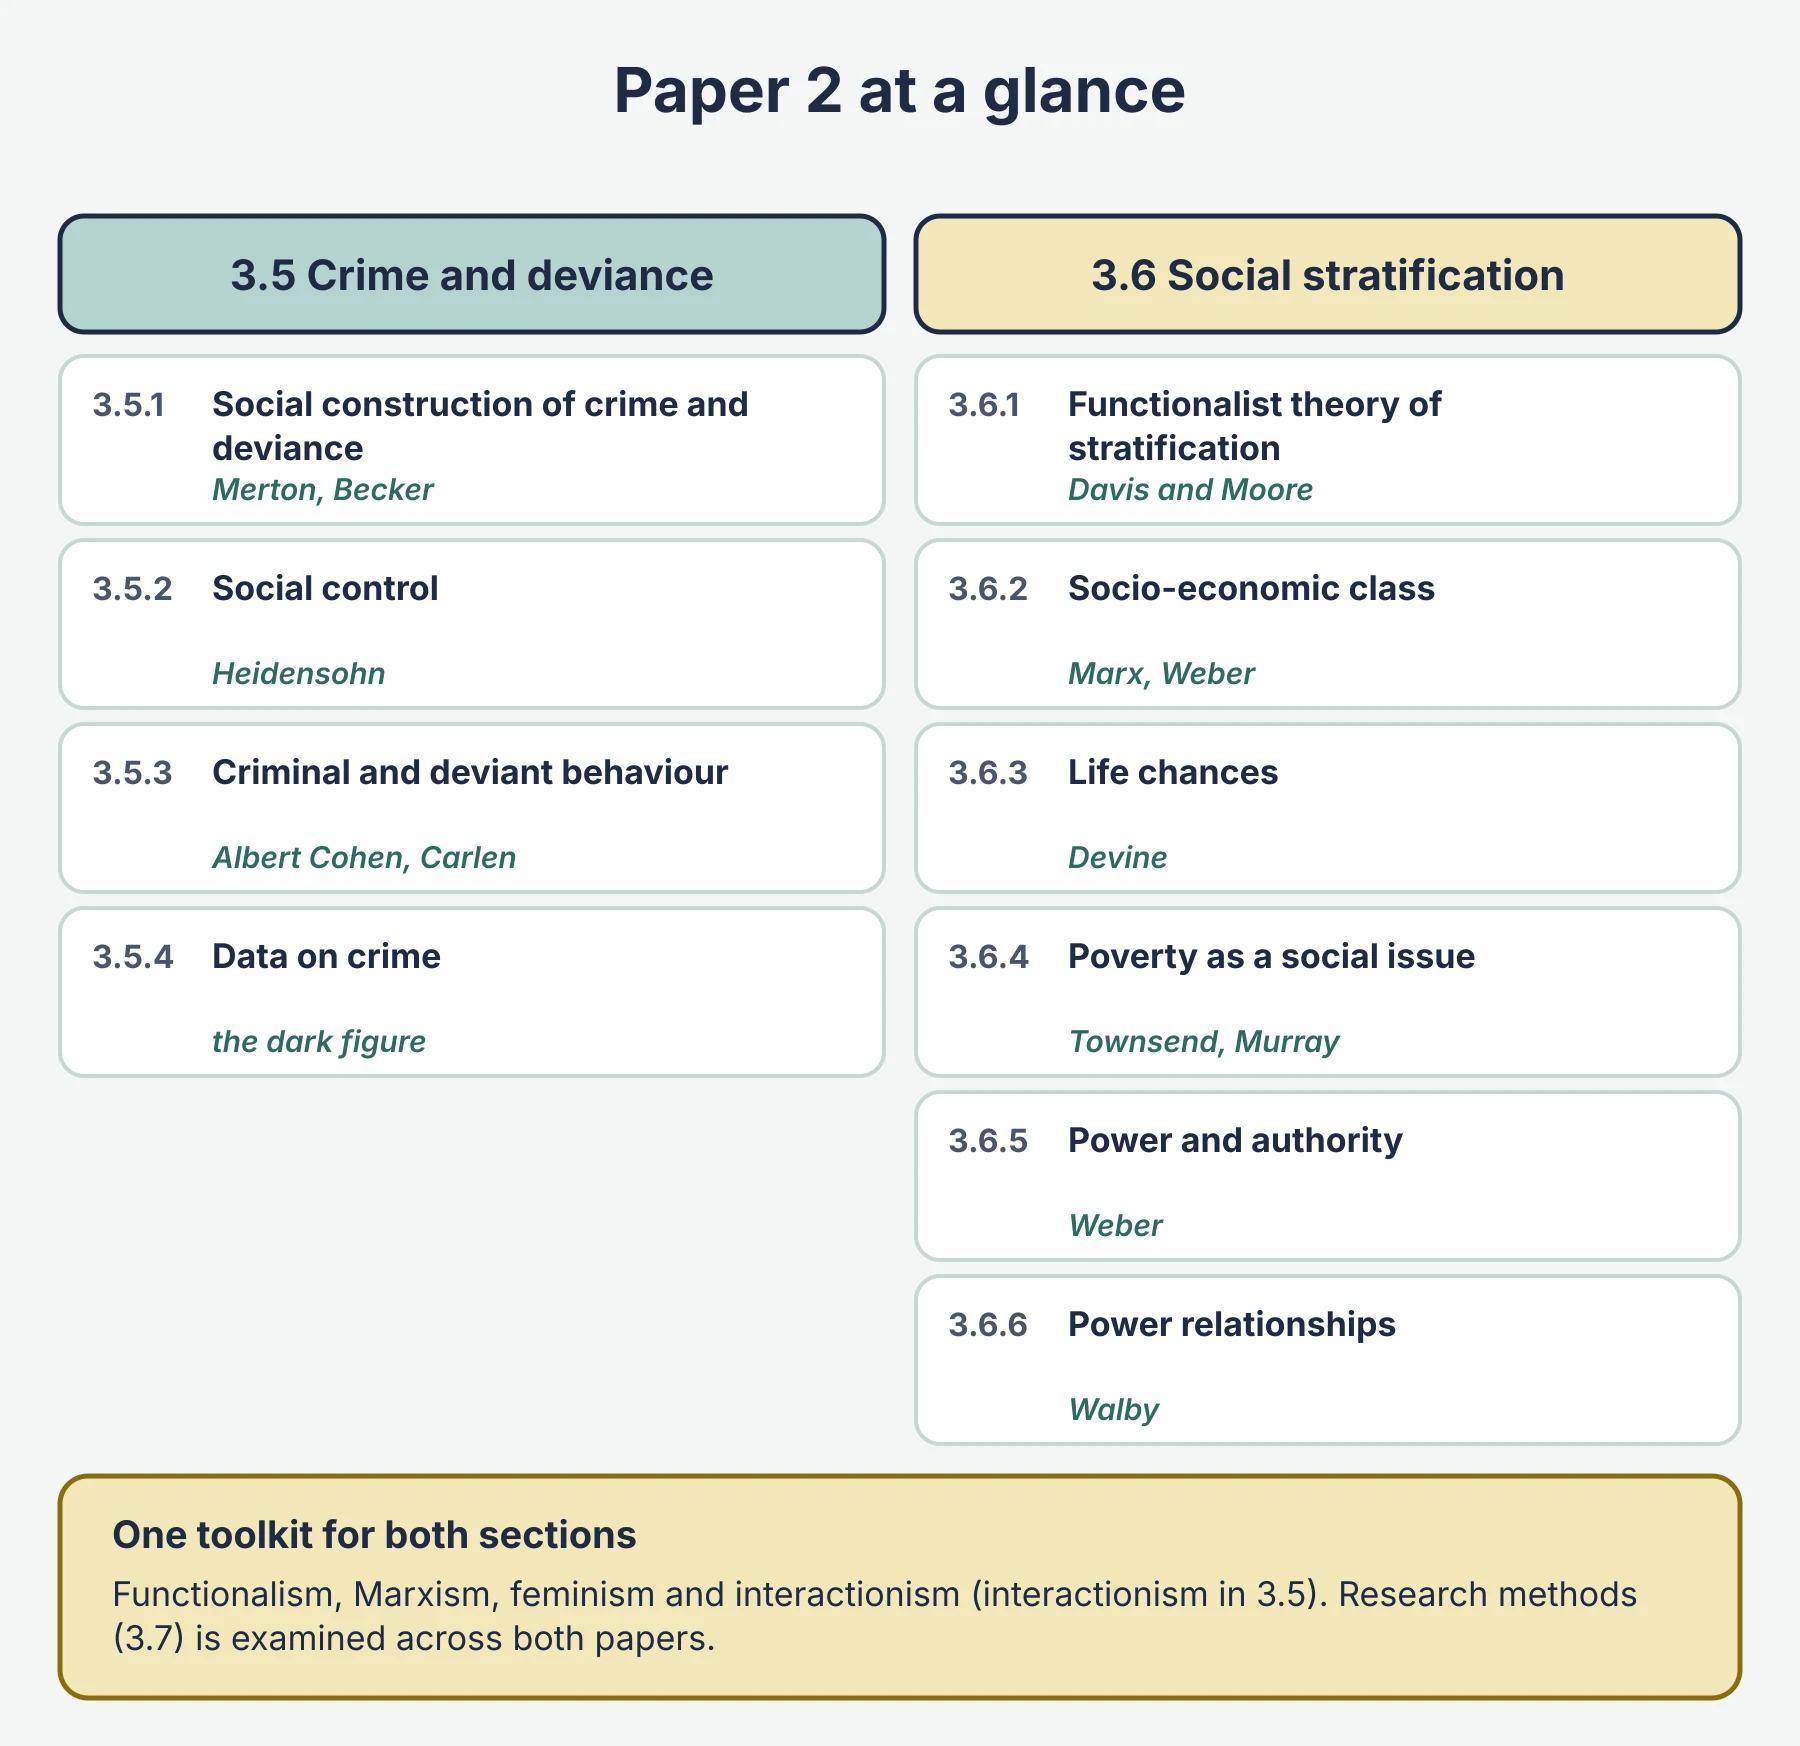 Paper 2 at a glance
3.5 Crime and deviance
3.5.1 Social construction of crime and
deviance
Merton, Becker
3.5.2 Social control
Heidensohn
3.5.3 Criminal and deviant behaviour
Albert Cohen, Carlen
3.5.4 Data on crime
the dark figure
3.6 Social stratification
3.6.1 Functionalist theory of
stratification
Davis and Moore
3.6.2 Socio-economic class
Marx, Weber
3.6.3 Life chances
Devine
3.6.4 Poverty as a social issue
Townsend, Murray
3.6.5 Power and authority
Weber
3.6.6 Power relationships
Walby
One toolkit for both sections
Functionalism, Marxism, feminism and interactionism (interactionism in 3.5). Research methods
(3.7) is examined across both papers.